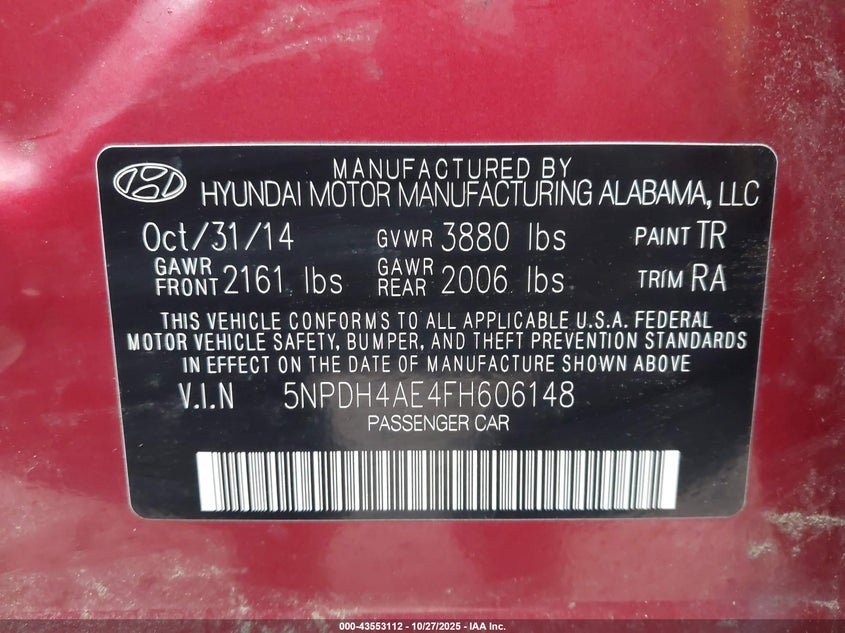 MANUFACTURED BY
HYUNDAI MOTOR MANUFACTURING ALABAMA, LLC
Oct/31/14 GVWR 3880 lbs PAINT TR
GAWR FRONT 2161 lbs GAWR REAR 2006 lbs TRIM RA
THIS VEHICLE CONFORMS TO ALL APPLICABLE U.S.A. FEDERAL
MOTOR VEHICLE SAFETY, BUMPER, AND THEFT PREVENTION STANDARDS
IN EFFECT ON THE DATE OF MANUFACTURE SHOWN ABOVE
V.I.N 5NPDH4AE4FH606148
PASSENGER CAR
000-43553112 | 10/27/2025 - IAA Inc.